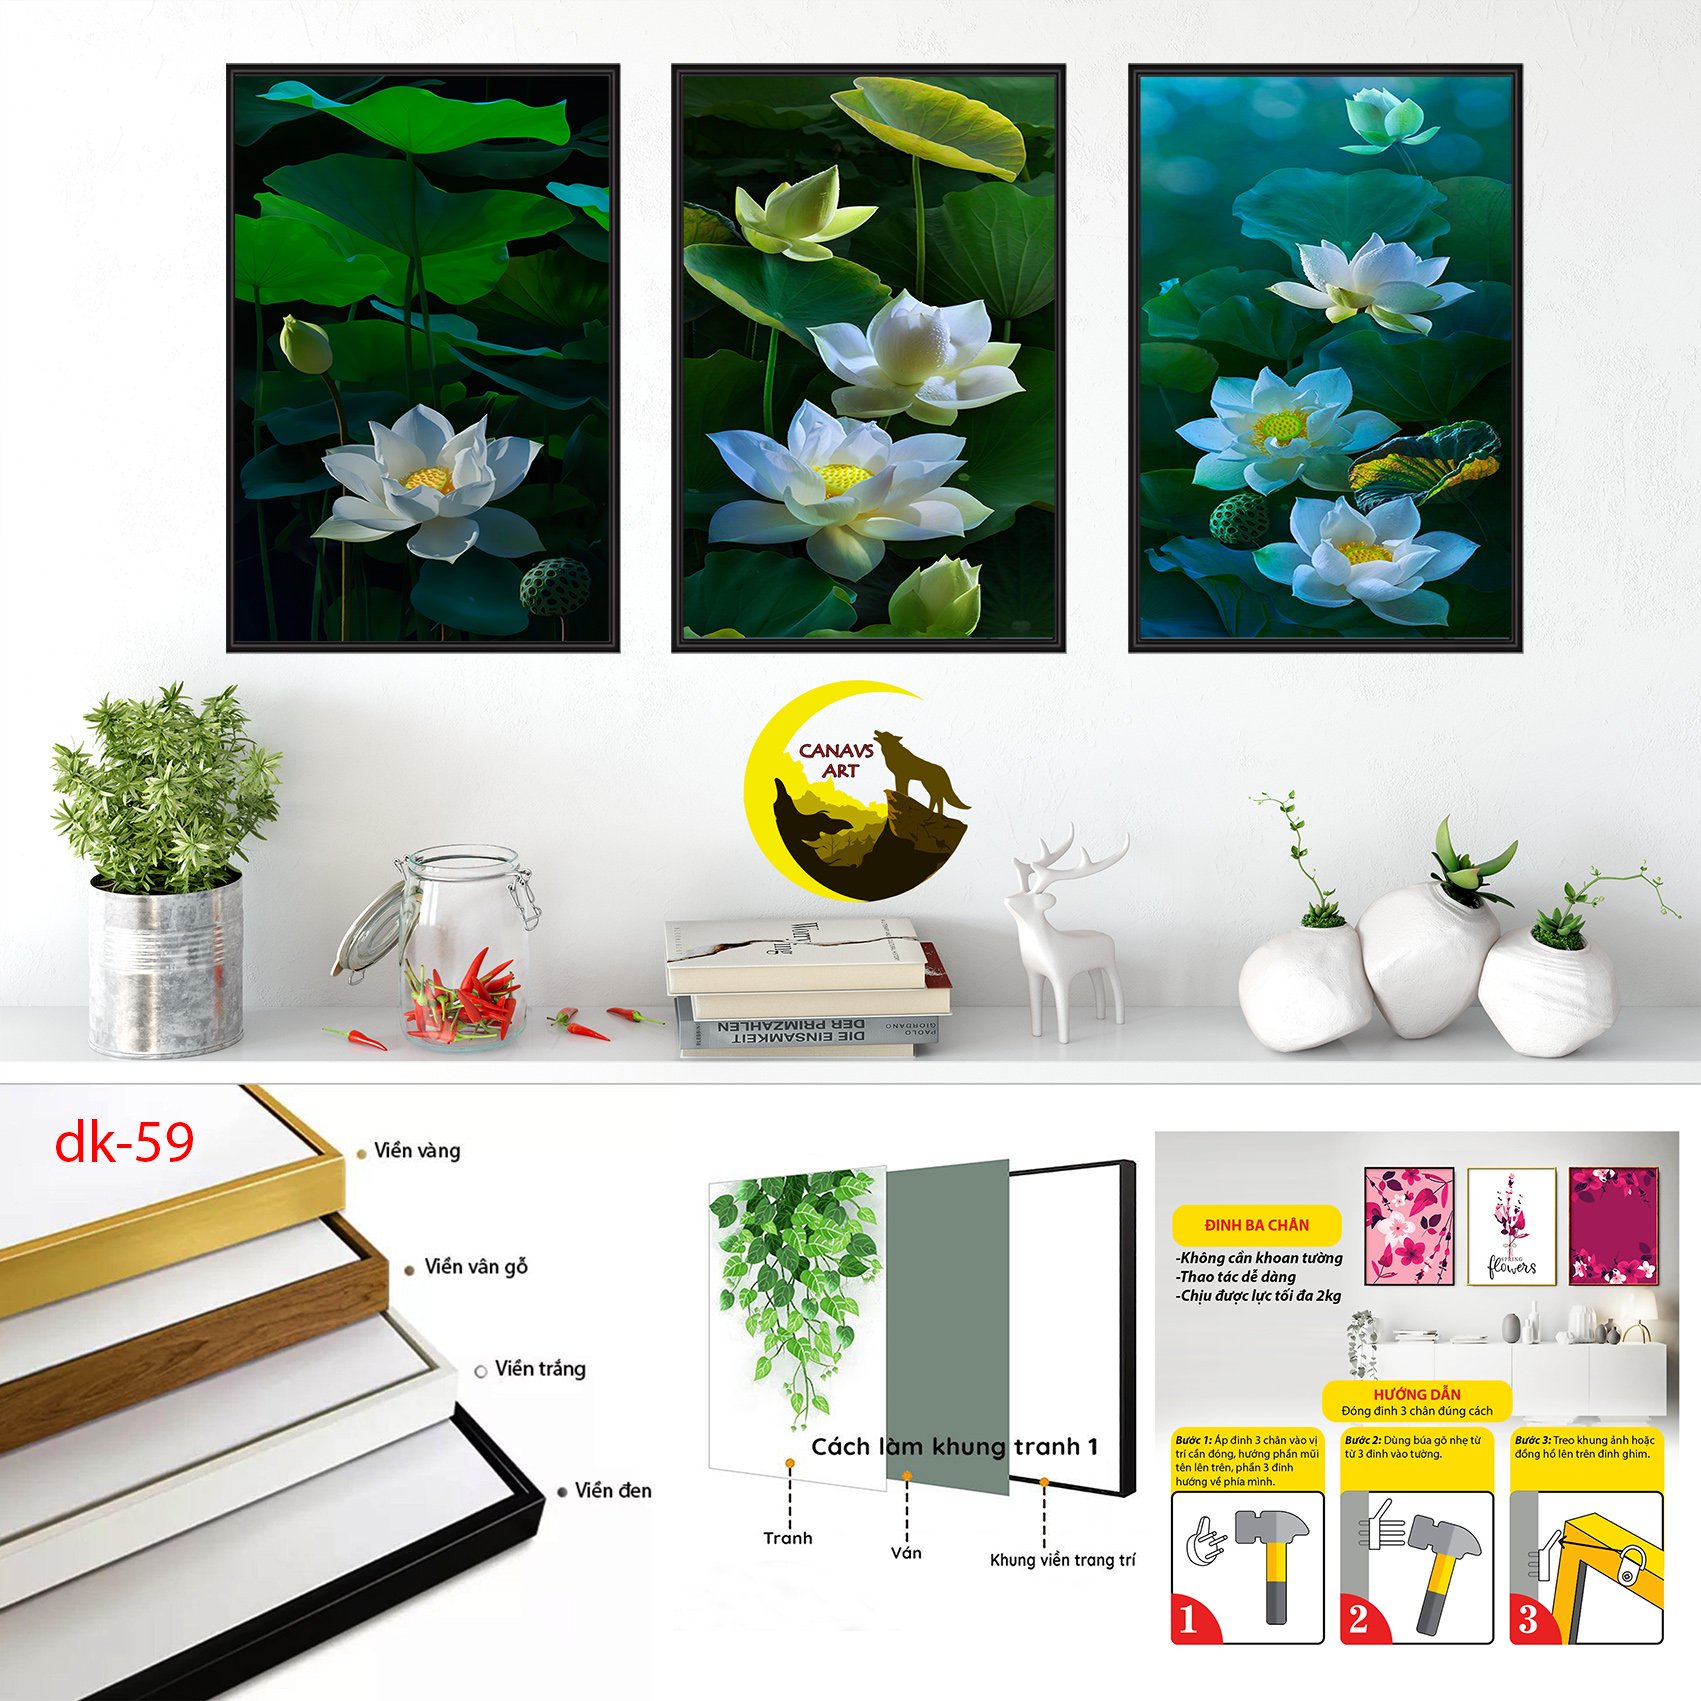 CANAVS
ART
Worrying
DIE EINSAMKEIT
DER PRIMZAHLEN
PAOLO
GIORDANO
dk-59
Viền vàng
Viền vân gỗ
Viền trắng
Viền đen
Cách làm khung tranh 1
Tranh
Ván
Khung viền trang trí
ĐINH BA CHÂN
-Không cần khoan tường
-Thao tác dễ dàng
-Chịu được lực tối đa 2kg
SPRING
flowers
HƯỚNG DẪN
Đóng đinh 3 chân đúng cách
Bước 1: Áp đinh 3 chân vào vị
trí cần đóng, hướng phần mũi
tên lên trên, phần 3 đinh
hướng về phía mình.
Bước 2: Dùng búa gõ nhẹ từ
từ 3 đinh vào tường.
Bước 3: Treo khung ảnh hoặc
đồng hồ lên trên đinh ghim.
1
2
3